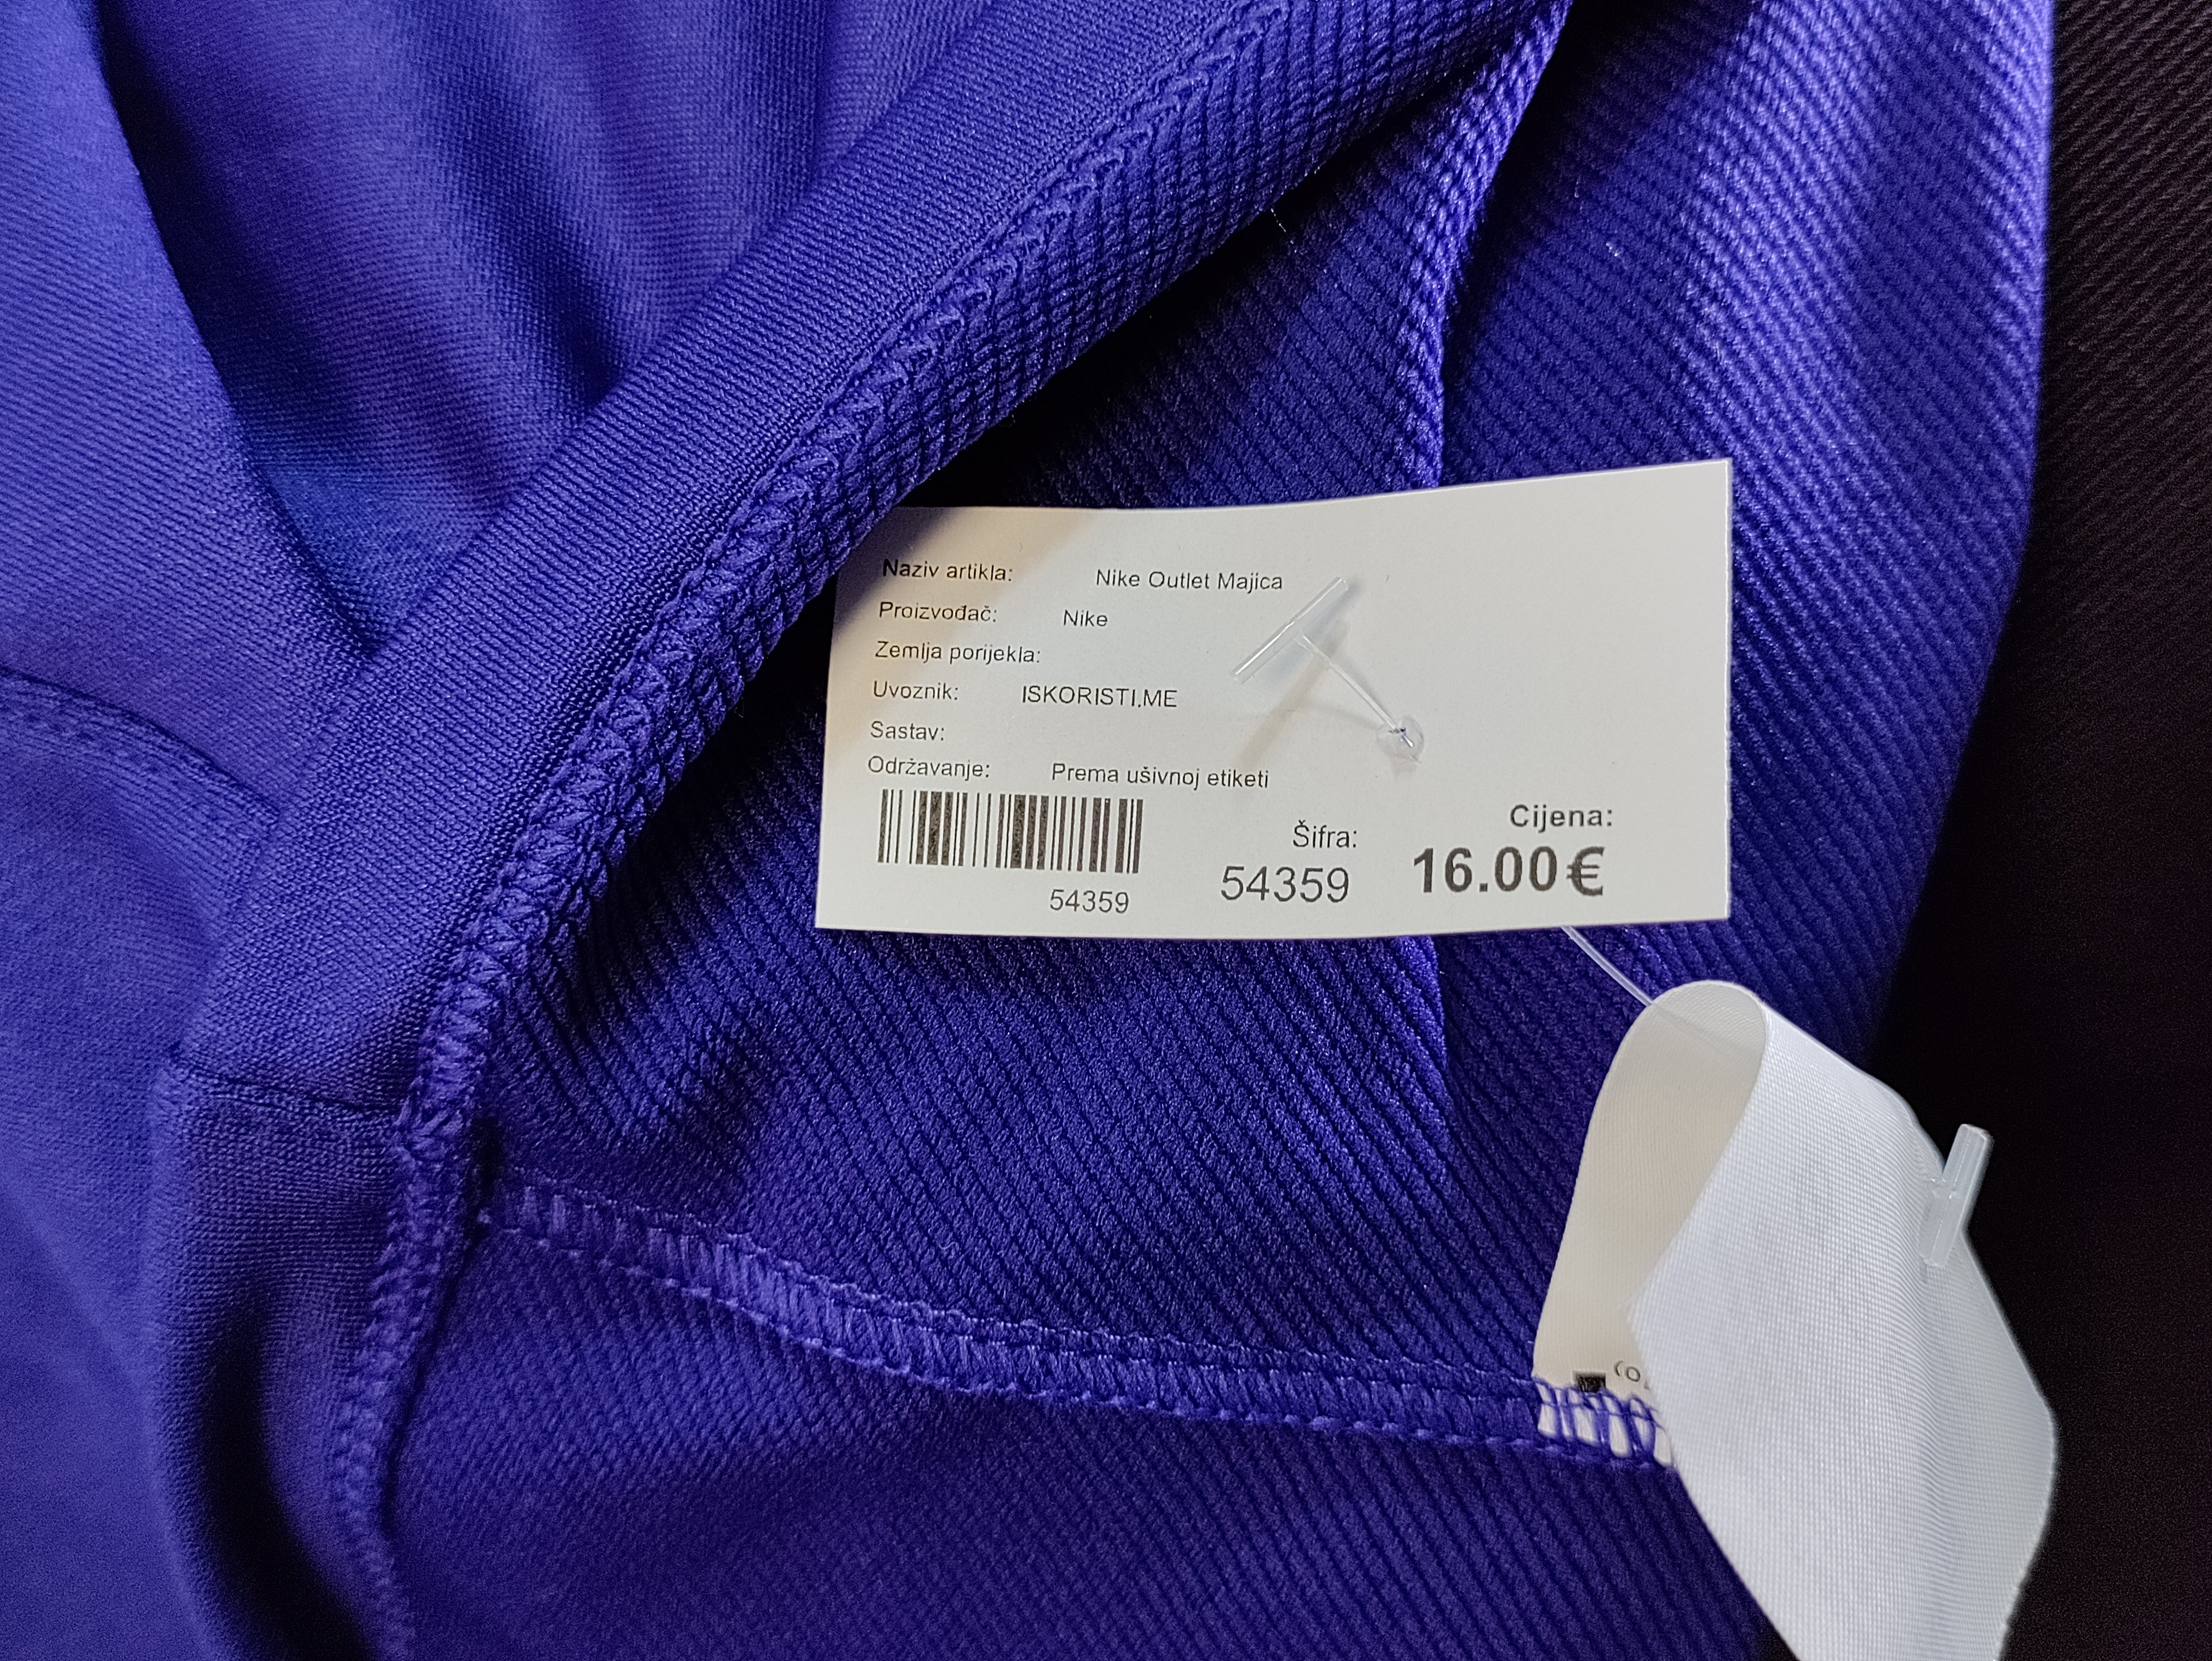 Naziv artikla: Nike Outlet Majica
Proizvođač: Nike
Zemlja porijekla:
Uvoznik: ISKORISTI.ME
Sastav:
Održavanje: Prema ušivnoj etiketi
54359
Šifra:
54359
Cijena:
16.00€